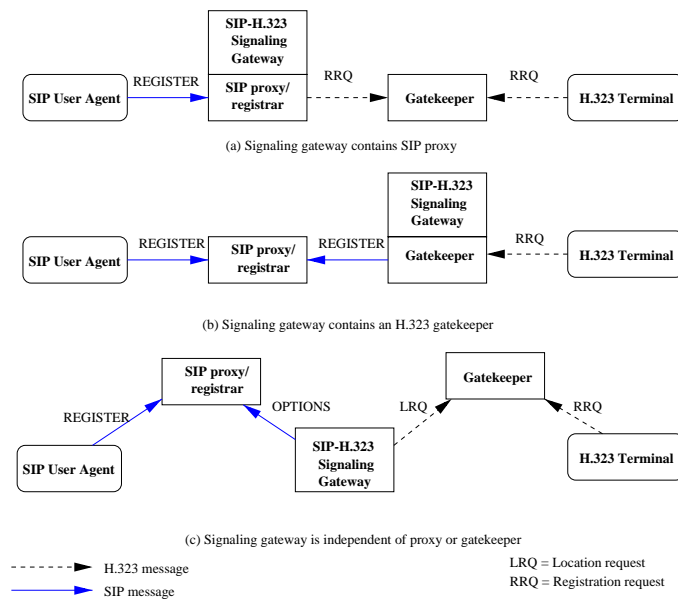 SIP-H.323
Signaling
Gateway
REGISTER
RRQ
RRQ
SIP User Agent
SIP proxy/
registrar
Gatekeeper
H.323 Terminal
(a) Signaling gateway contains SIP proxy
SIP-H.323
Signaling
Gateway
REGISTER
REGISTER
RRQ
SIP User Agent
SIP proxy/
registrar
Gatekeeper
H.323 Terminal
(b) Signaling gateway contains an H.323 gatekeeper
SIP proxy/
registrar
Gatekeeper
REGISTER
OPTIONS
LRQ
RRQ
SIP User Agent
SIP-H.323
Signaling
Gateway
H.323 Terminal
(c) Signaling gateway is independent of proxy or gatekeeper
H.323 message
SIP message
LRQ = Location request
RRQ = Registration request